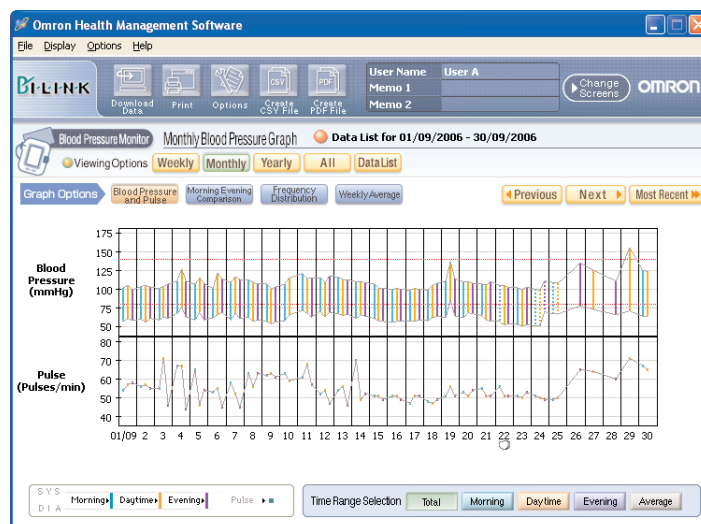 Omron Health Management Software
File Display Options Help
Bi-LINK
Download Data
Print
Options
Create CSV File
Create PDF File
CSV
PDF
User Name User A
Memo 1
Memo 2
Change Screens
OMRON
Blood Pressure Monitor Monthly Blood Pressure Graph Data List for 01/09/2006 - 30/09/2006
Viewing Options Weekly Monthly Yearly All Data List
Graph Options
Blood Pressure and Pulse
Morning Evening Comparison
Frequency Distribution
Weekly Average
Previous Next Most Recent
175
150
125
100
75
50
Blood
Pressure
(mmHg)
80
70
60
50
40
Pulse
(Pulses/min)
01/09 2 3 4 5 6 7 8 9 10 11 12 13 14 15 16 17 18 19 20 21 22 23 24 25 26 27 28 29 30
SYS
DIA
Morning Daytime Evening Pulse
Time Range Selection Total Morning Daytime Evening Average